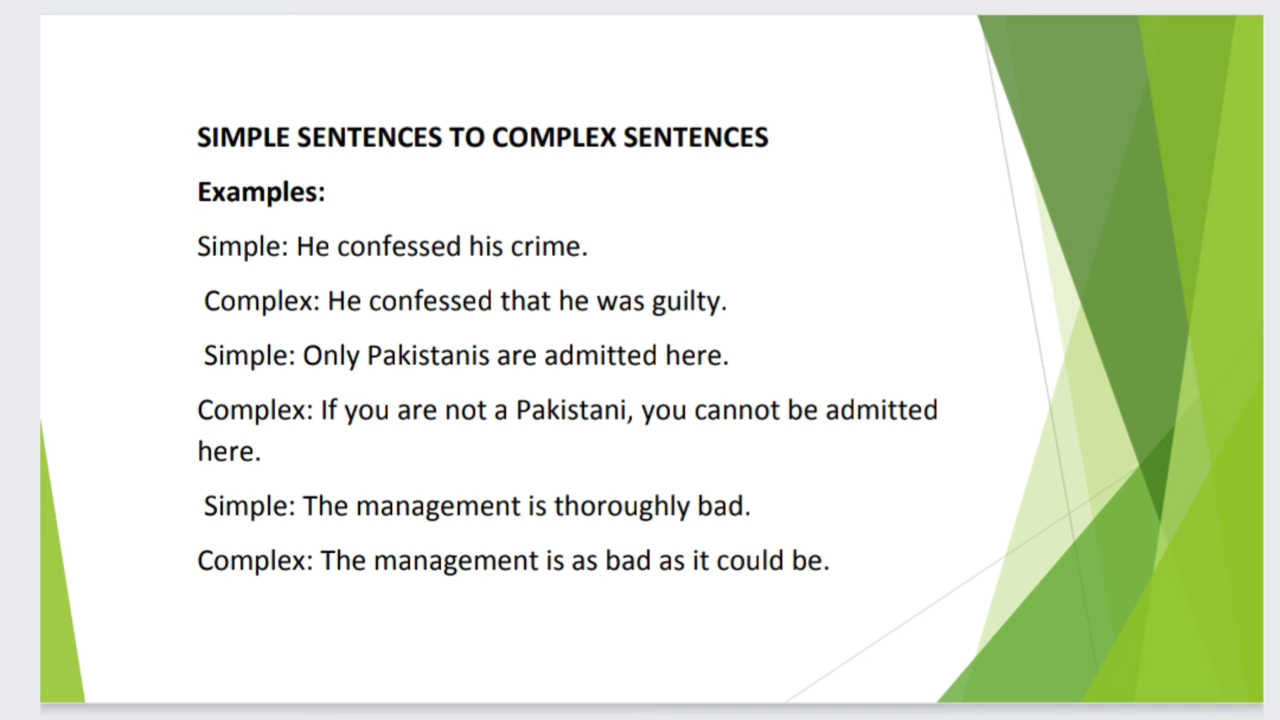 SIMPLE SENTENCES TO COMPLEX SENTENCES
Examples:
Simple: He confessed his crime.
Complex: He confessed that he was guilty.
Simple: Only Pakistanis are admitted here.
Complex: If you are not a Pakistani, you cannot be admitted
here.
Simple: The management is thoroughly bad.
Complex: The management is as bad as it could be.